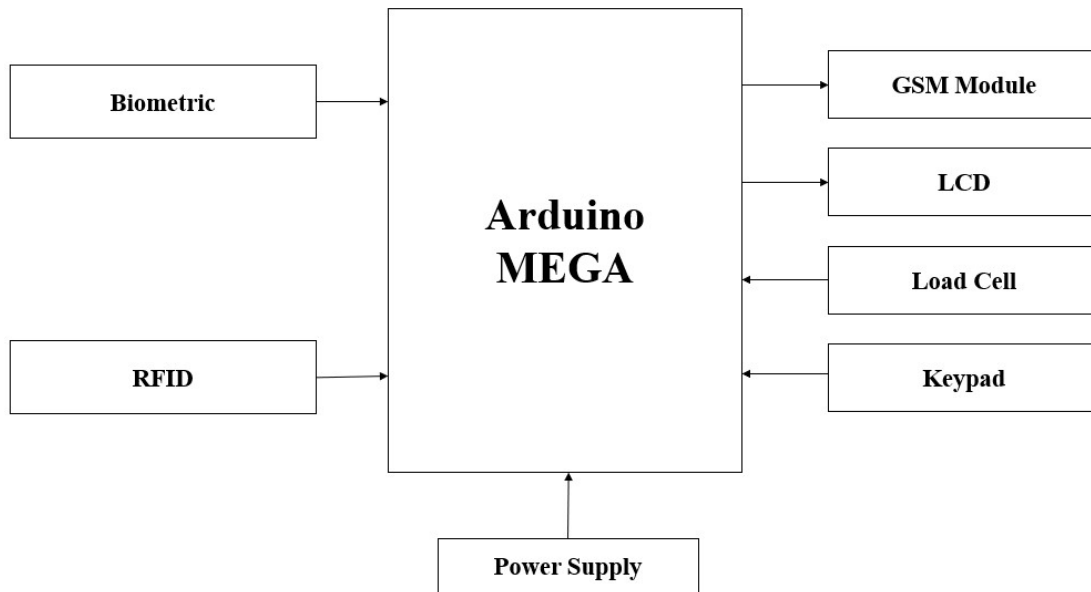 Biometric
RFID
Arduino
MEGA
GSM Module
LCD
Load Cell
Keypad
Power Supply